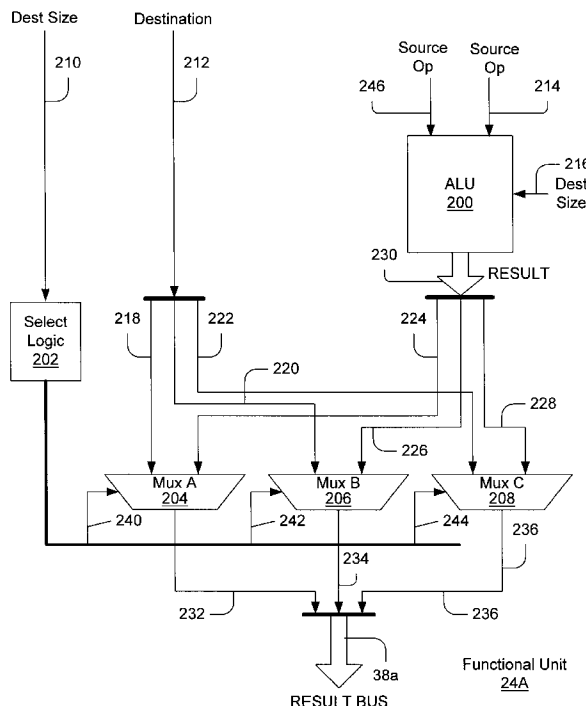 Dest Size
Destination
210
212
Source
Op
Source
Op
246
214
ALU
200
216
Dest
Size
230
RESULT
Select
Logic
202
218
222
224
220
226
228
Mux A
204
Mux B
206
Mux C
208
240
242
244
236
234
232
236
38a
Functional Unit
24A
RESULT BUS